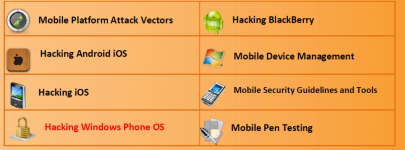 Mobile Platform Attack Vectors
Hacking BlackBerry
Hacking Android iOS
Mobile Device Management
Hacking iOS
Mobile Security Guidelines and Tools
Hacking Windows Phone OS
Mobile Pen Testing